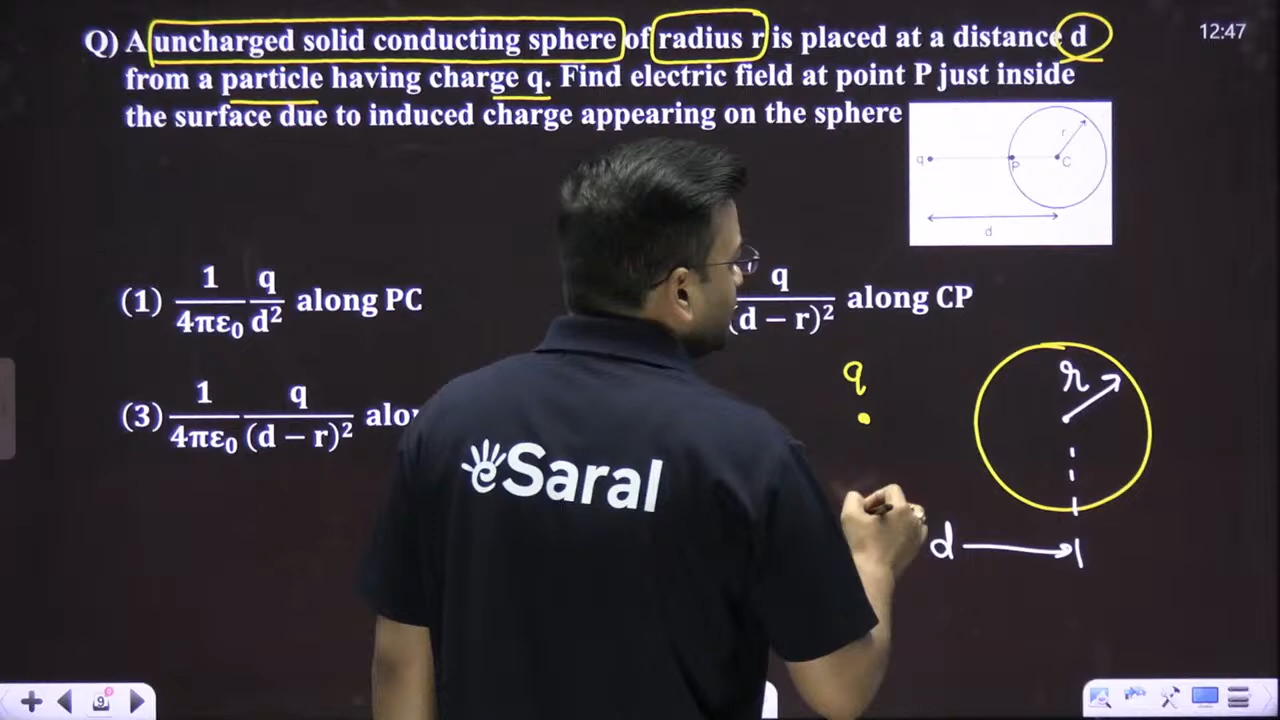 Q) A uncharged solid conducting sphere of radius r is placed at a distance d
from a particle having charge q. Find electric field at point P just inside
the surface due to induced charge appearing on the sphere
12:47
q P C r
d
(1) 1/4πε₀ q/d² along PC
q/(d − r)² along CP
(3) 1/4πε₀ q/(d − r)²
q
r
d
eSaral
9